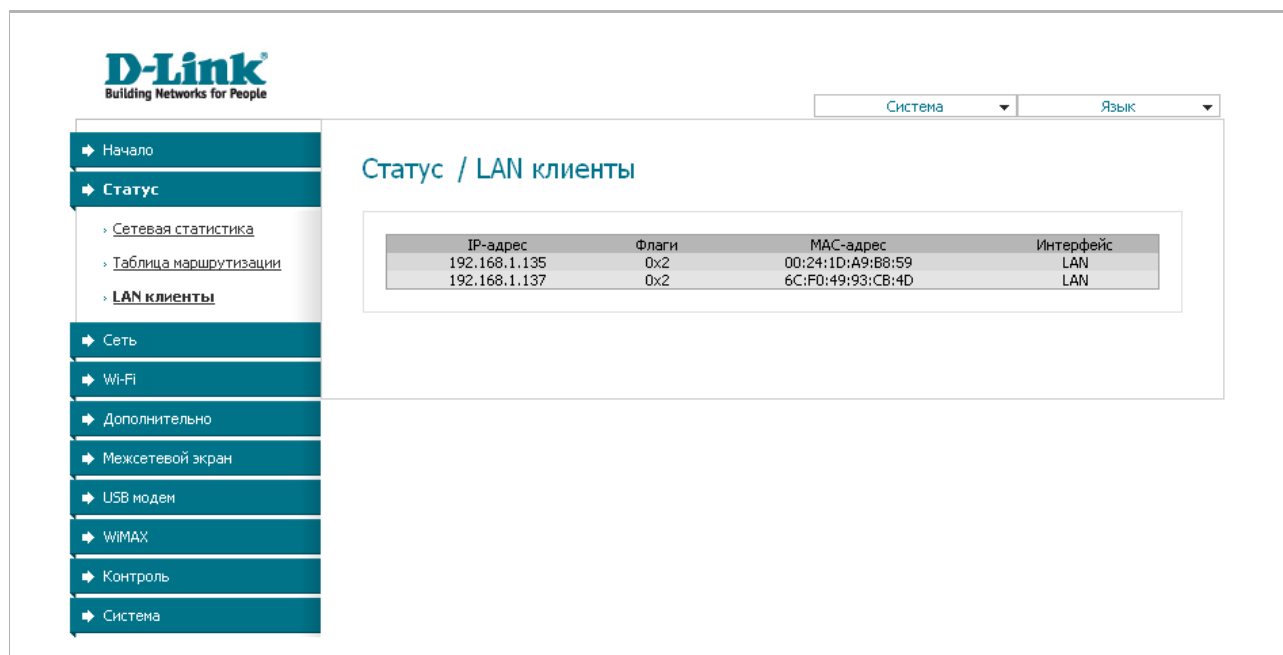 D-Link
Building Networks for People
Система Язык
Начало
Статус
Сетевая статистика
Таблица маршрутизации
LAN клиенты
Сеть
Wi-Fi
Дополнительно
Межсетевой экран
USB модем
WiMAX
Контроль
Система
Статус / LAN клиенты
IP-адрес Флаги MAC-адрес Интерфейс
192.168.1.135 0x2 00:24:1D:A9:B8:59 LAN
192.168.1.137 0x2 6C:F0:49:93:CB:4D LAN